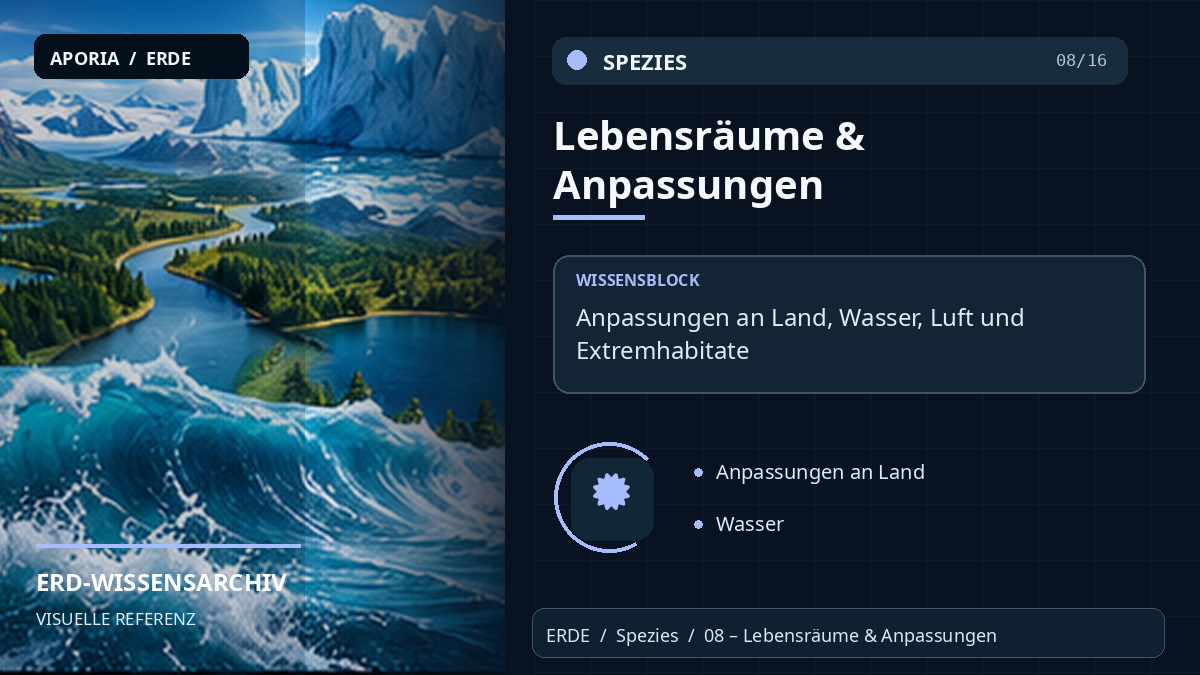 APORIA / ERDE
ERD-WISSENSARCHIV
VISUELLE REFERENZ
SPEZIES
08/16
Lebensräume &
Anpassungen
WISSENSBLOCK
Anpassungen an Land, Wasser, Luft und
Extremhabitate
Anpassungen an Land
Wasser
ERDE / Spezies / 08 – Lebensräume & Anpassungen